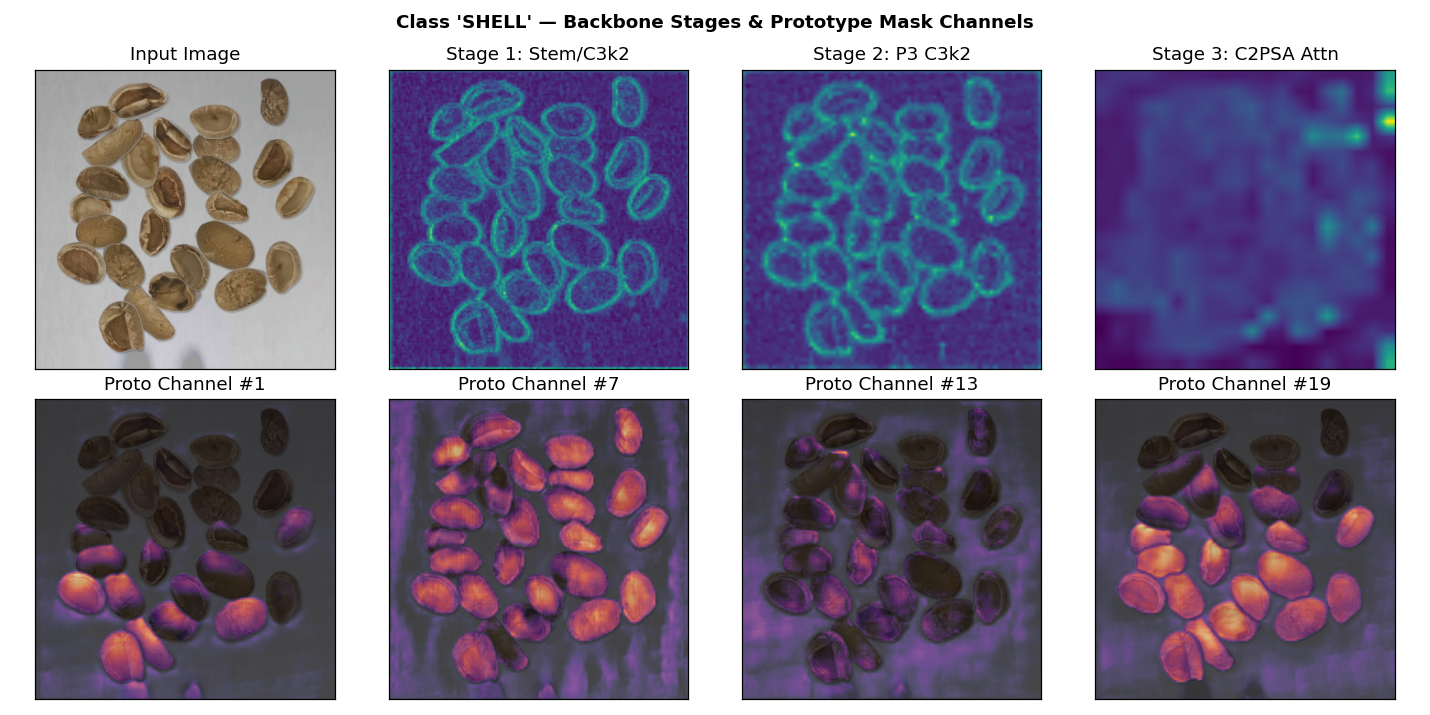 Class 'SHELL' — Backbone Stages & Prototype Mask Channels
Input Image
Stage 1: Stem/C3k2
Stage 2: P3 C3k2
Stage 3: C2PSA Attn
Proto Channel #1
Proto Channel #7
Proto Channel #13
Proto Channel #19